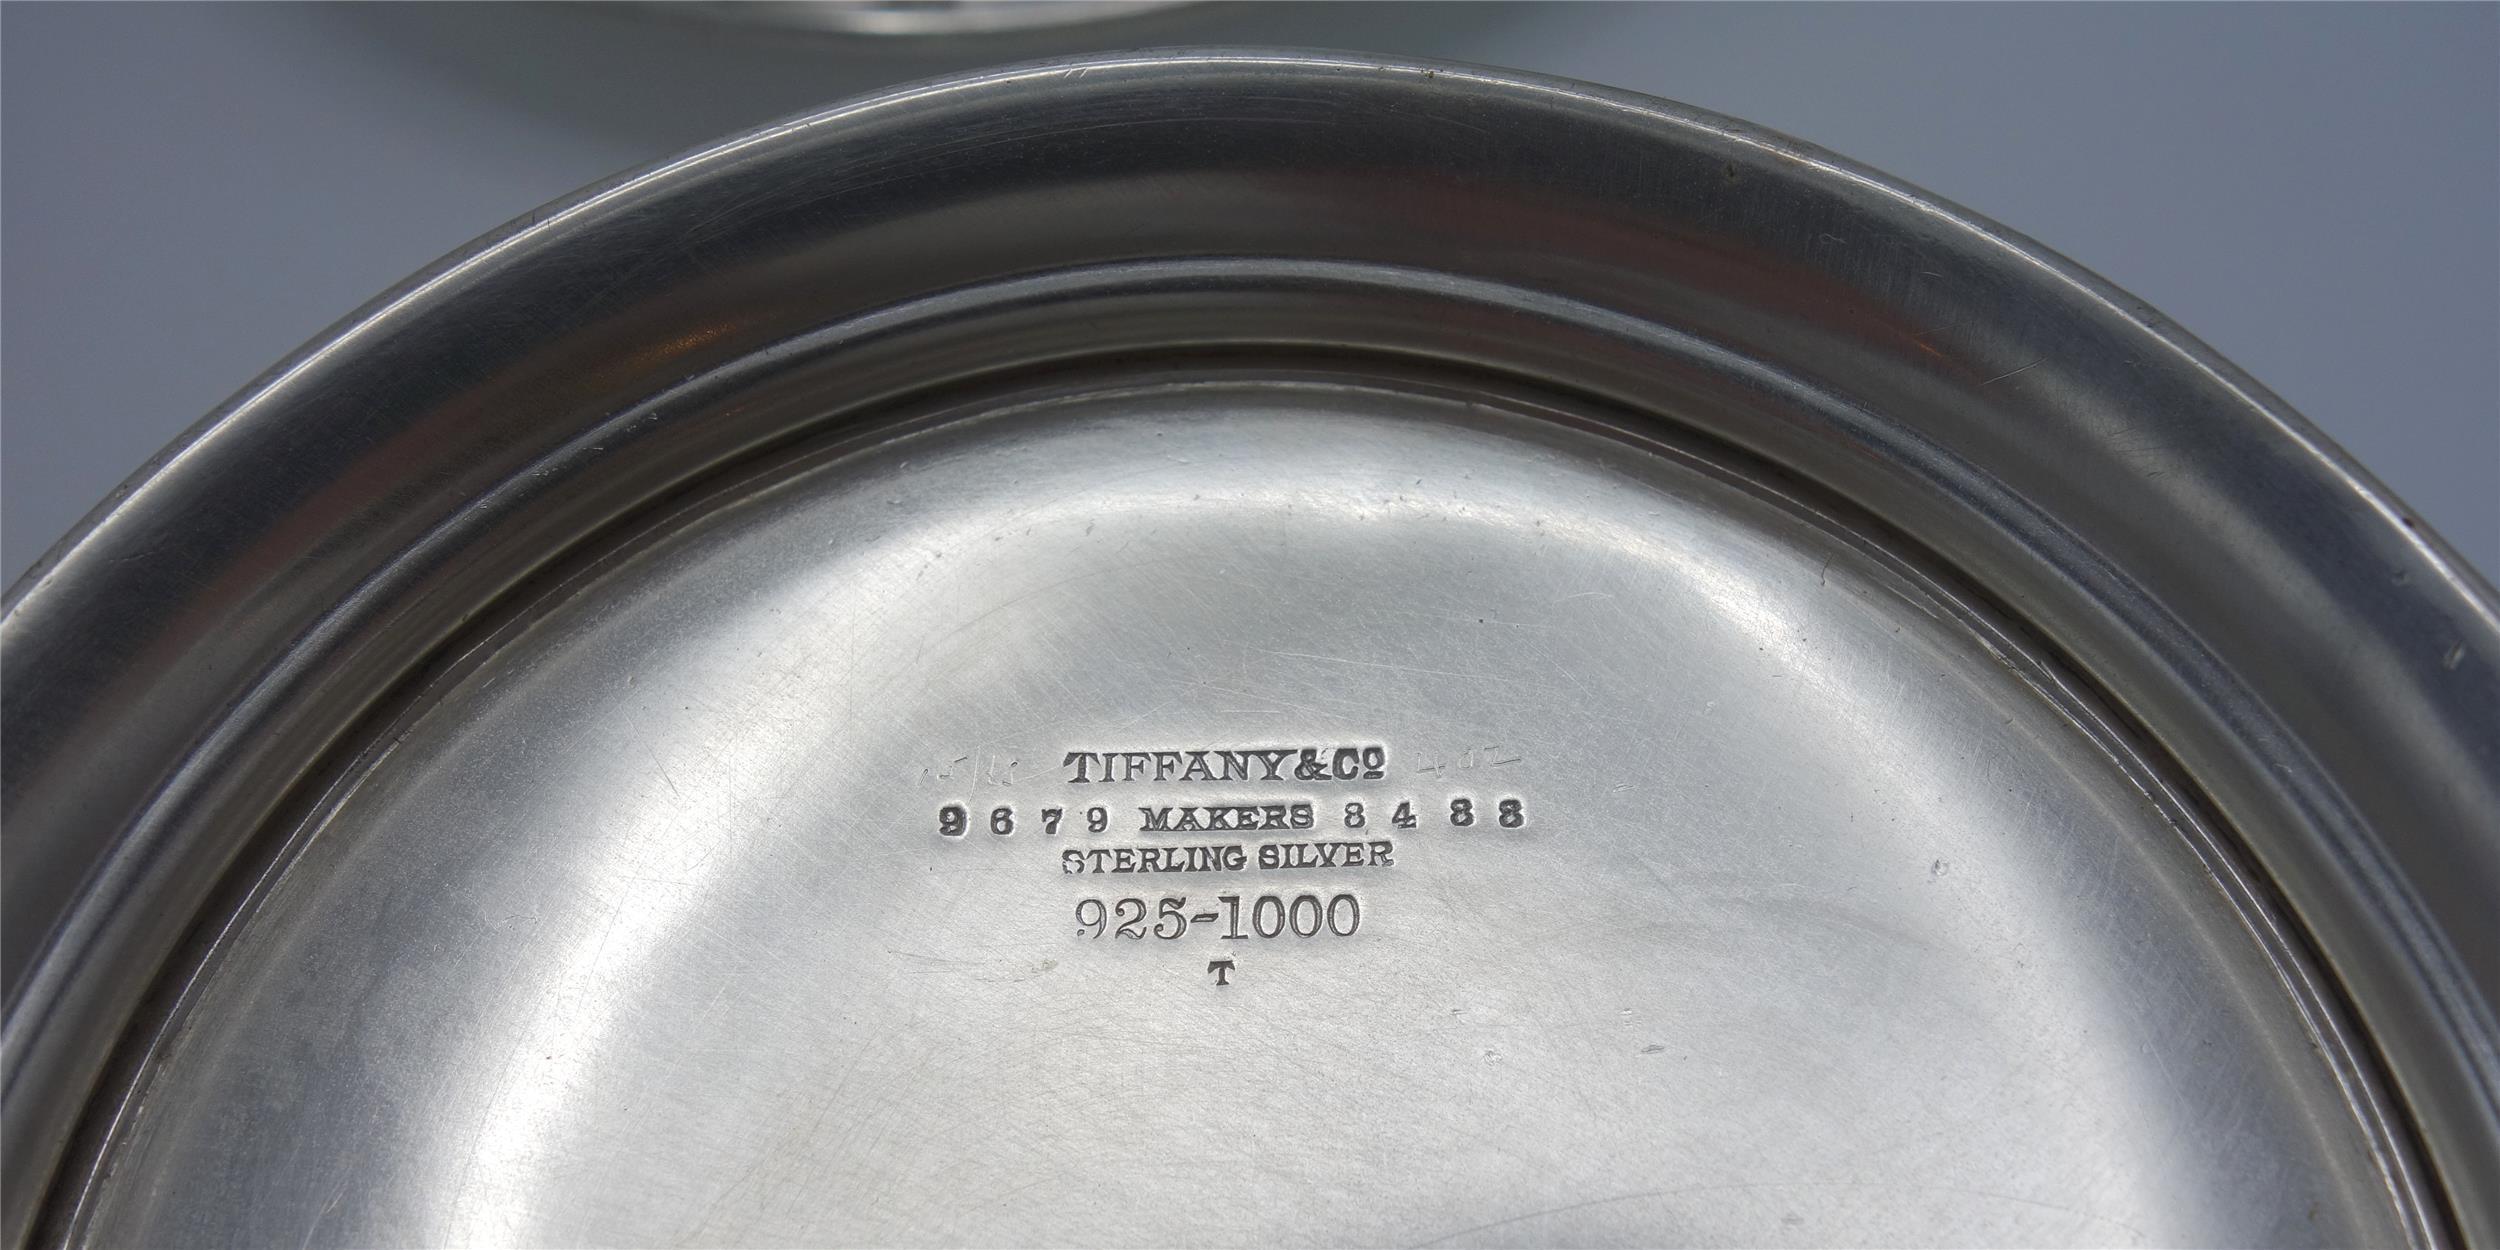 TIFFANY & Cº
9679 MAKERS 8488
STERLING SILVER
925-1000
T